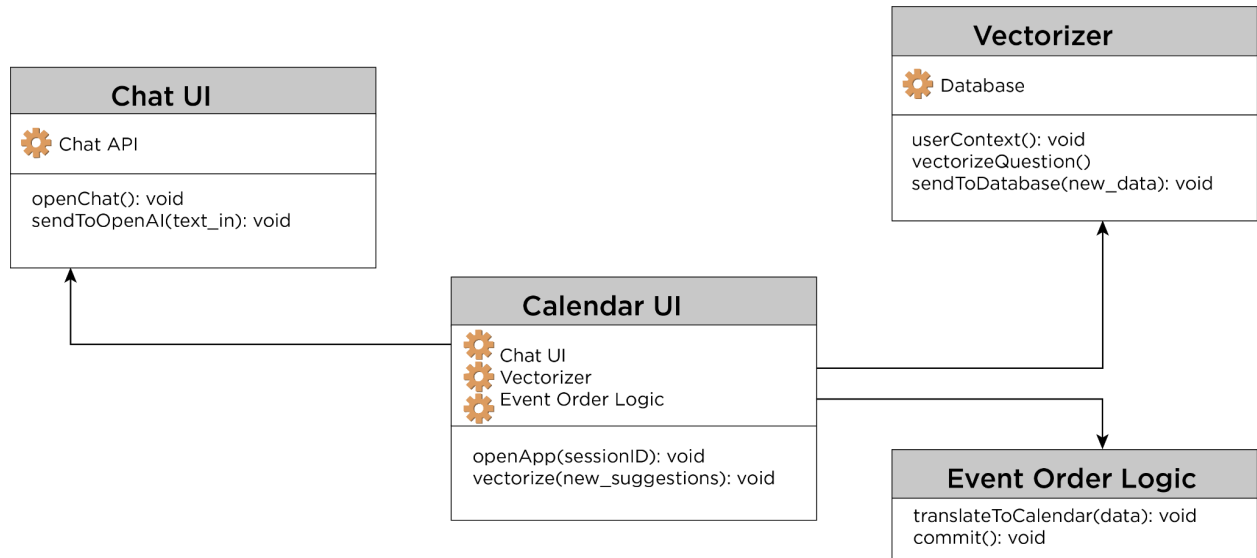 Chat UI
Chat API
openChat(): void
sendToOpenAI(text_in): void
Vectorizer
Database
userContext(): void
vectorizeQuestion()
sendToDatabase(new_data): void
Calendar UI
Chat UI
Vectorizer
Event Order Logic
openApp(sessionID): void
vectorize(new_suggestions): void
Event Order Logic
translateToCalendar(data): void
commit(): void